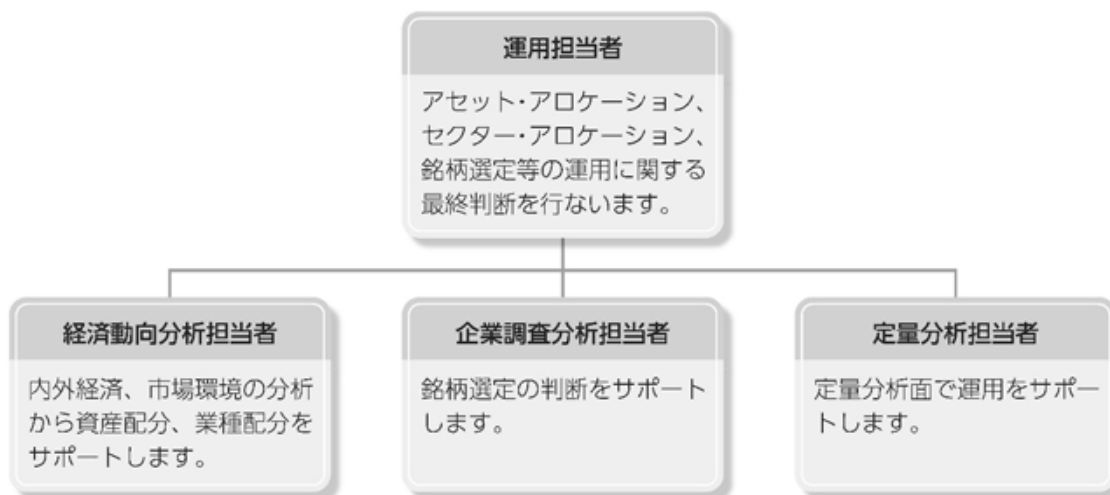 運用担当者
アセット・アロケーション、
セクター・アロケーション、
銘柄選定等の運用に関する
最終判断を行ないます。
経済動向分析担当者
内外経済、市場環境の分析
から資産配分、業種配分を
サポートします。
企業調査分析担当者
銘柄選定の判断をサポート
します。
定量分析担当者
定量分析面で運用をサポー
トします。